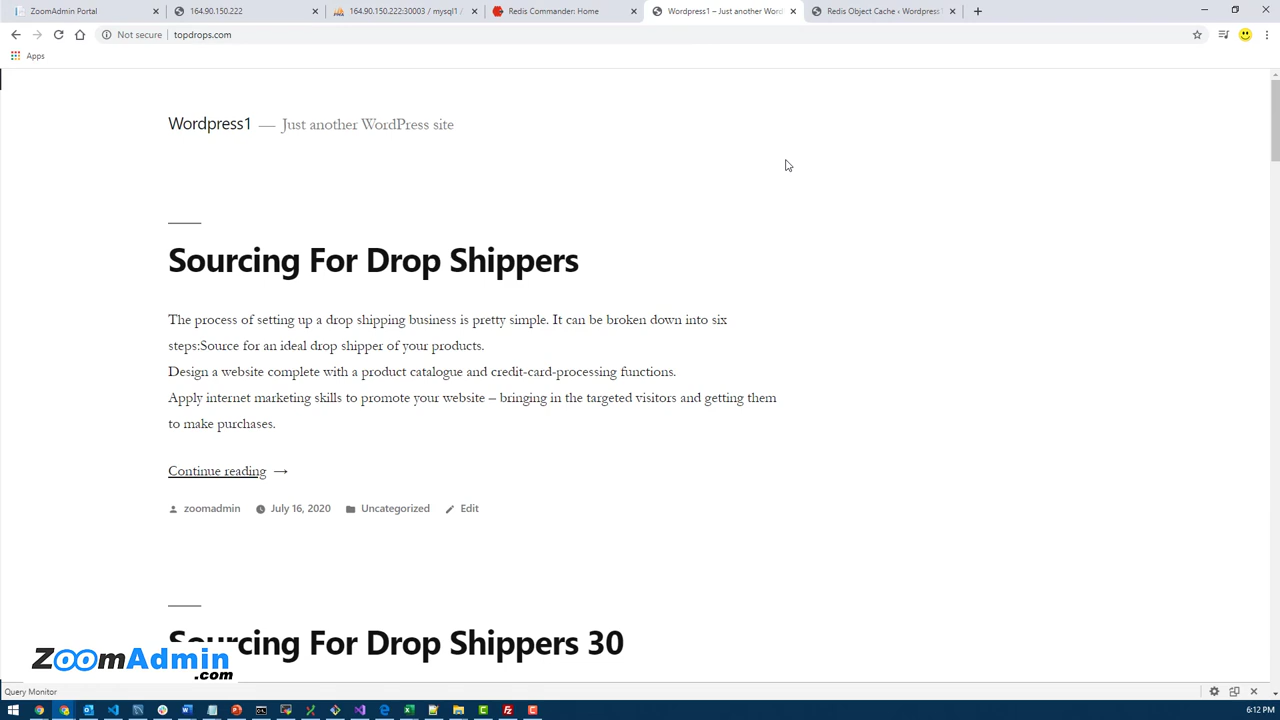 ZoomAdmin Portal
164.90.150.222
164.90.150.222:30003 / mysql1 /
Redis Commander: Home
Wordpress1 – Just another Word
Redis Object Cache ‹ Wordpress
Not secure
topdrops.com
Apps
Wordpress1 — Just another WordPress site
Sourcing For Drop Shippers
The process of setting up a drop shipping business is pretty simple. It can be broken down into six
steps:Source for an ideal drop shipper of your products.
Design a website complete with a product catalogue and credit-card-processing functions.
Apply internet marketing skills to promote your website – bringing in the targeted visitors and getting them
to make purchases.
Continue reading →
zoomadmin
July 16, 2020
Uncategorized
Edit
Sourcing For Drop Shippers 30
ZoomAdmin
.com
Query Monitor
6:12 PM